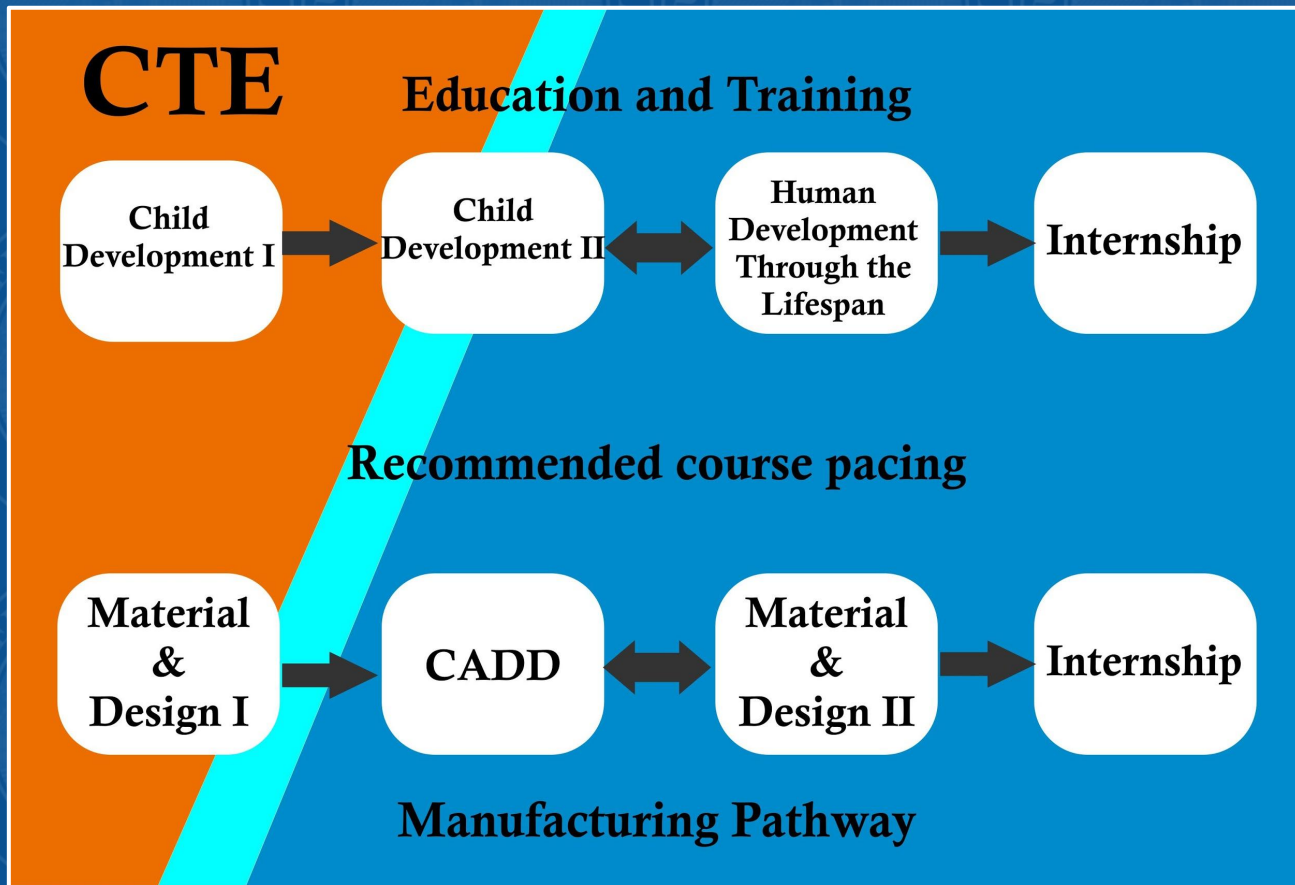 CTE
Education and Training
Child
Development I
Child
Development II
Human
Development
Through the
Lifespan
Internship
Recommended course pacing
Material
&
Design I
CADD
Material
&
Design II
Internship
Manufacturing Pathway